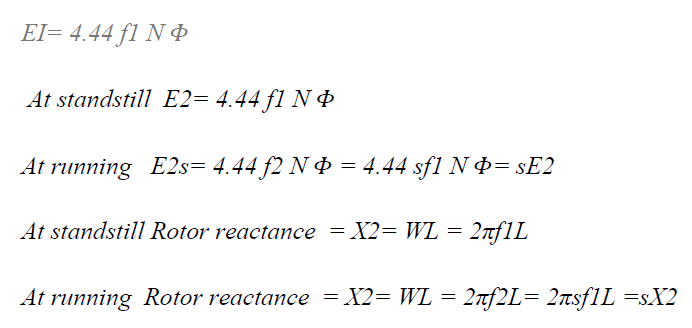 EI= 4.44 f1 N Φ
At standstill E2= 4.44 f1 N Φ
At running E2s= 4.44 f2 N Φ = 4.44 sf1 N Φ= sE2
At standstill Rotor reactance = X2= WL = 2πf1L
At running Rotor reactance = X2= WL = 2πf2L= 2πsf1L =sX2